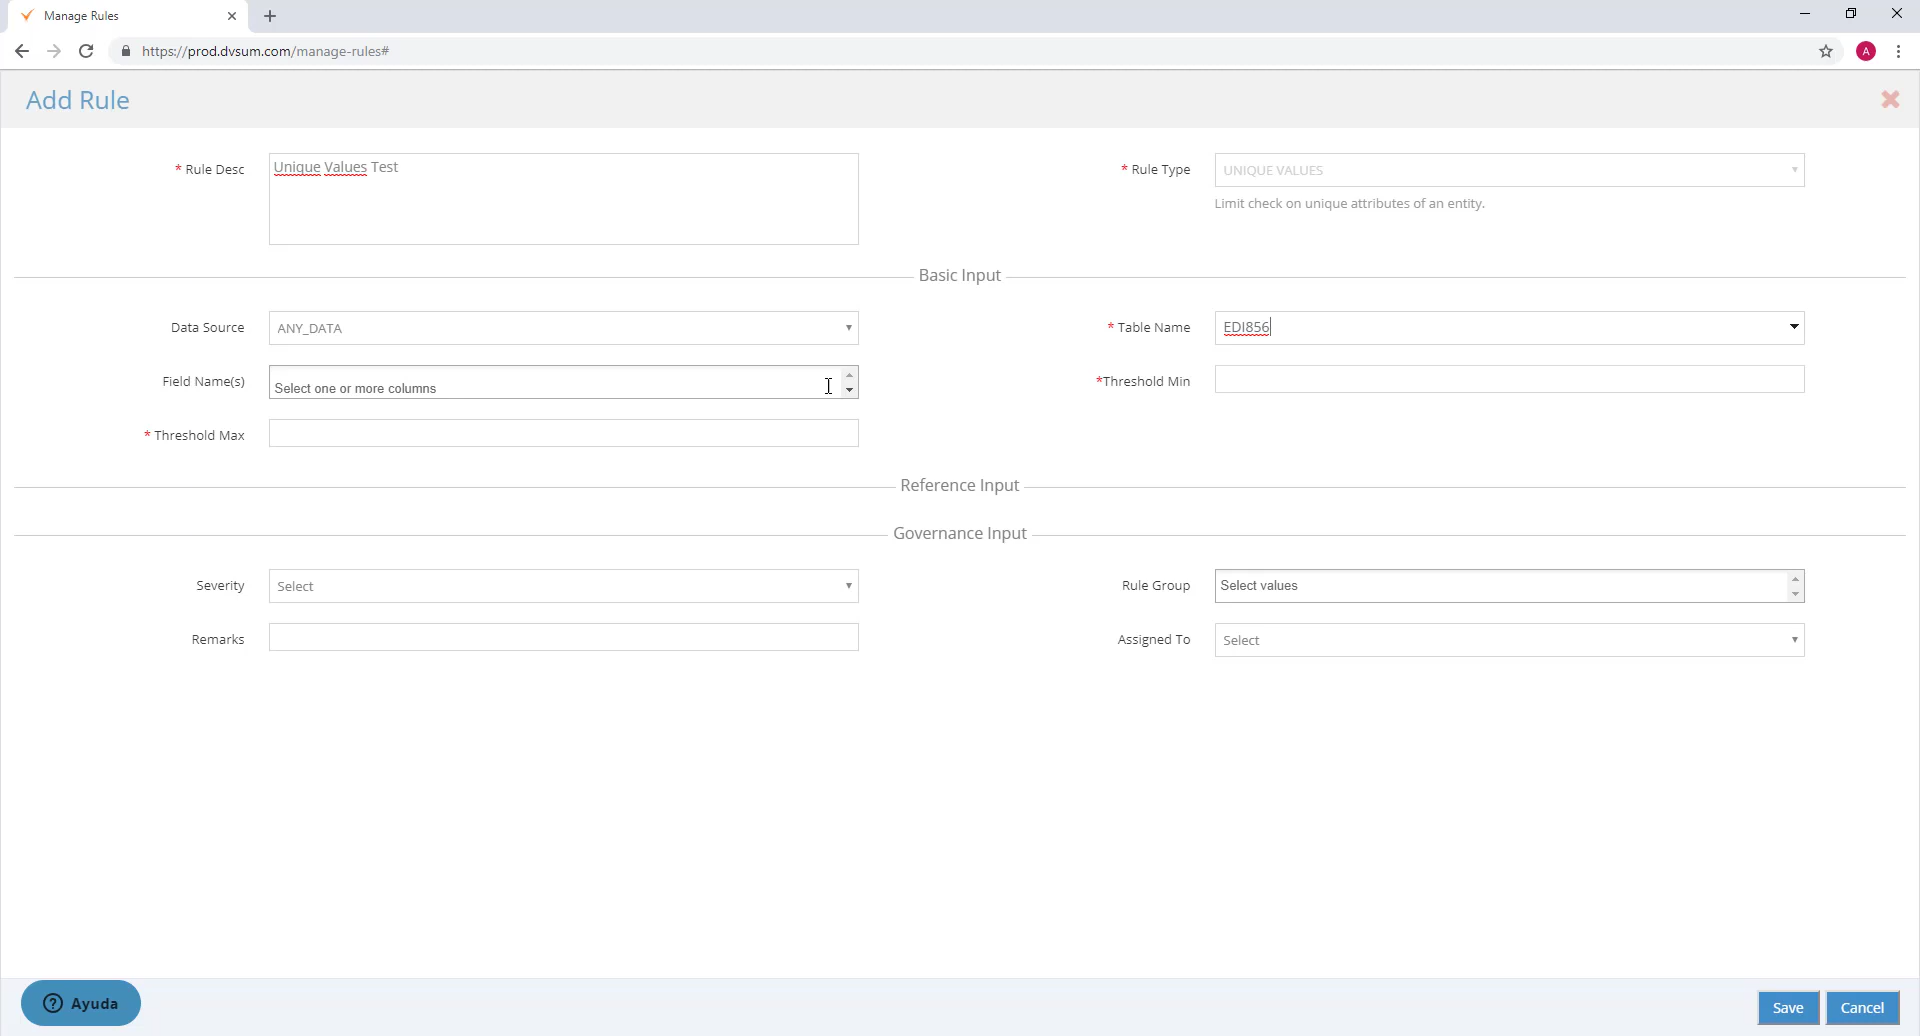 Manage Rules
https://prod.dvsum.com/manage-rules#
A
Add Rule
* Rule Desc
Unique Values Test
* Rule Type
UNIQUE VALUES
Limit check on unique attributes of an entity.
Basic Input
Data Source
ANY_DATA
* Table Name
EDI856
Field Name(s)
Select one or more columns
*Threshold Min
* Threshold Max
Reference Input
Governance Input
Severity
Select
Rule Group
Select values
Remarks
Assigned To
Select
? Ayuda
Save
Cancel